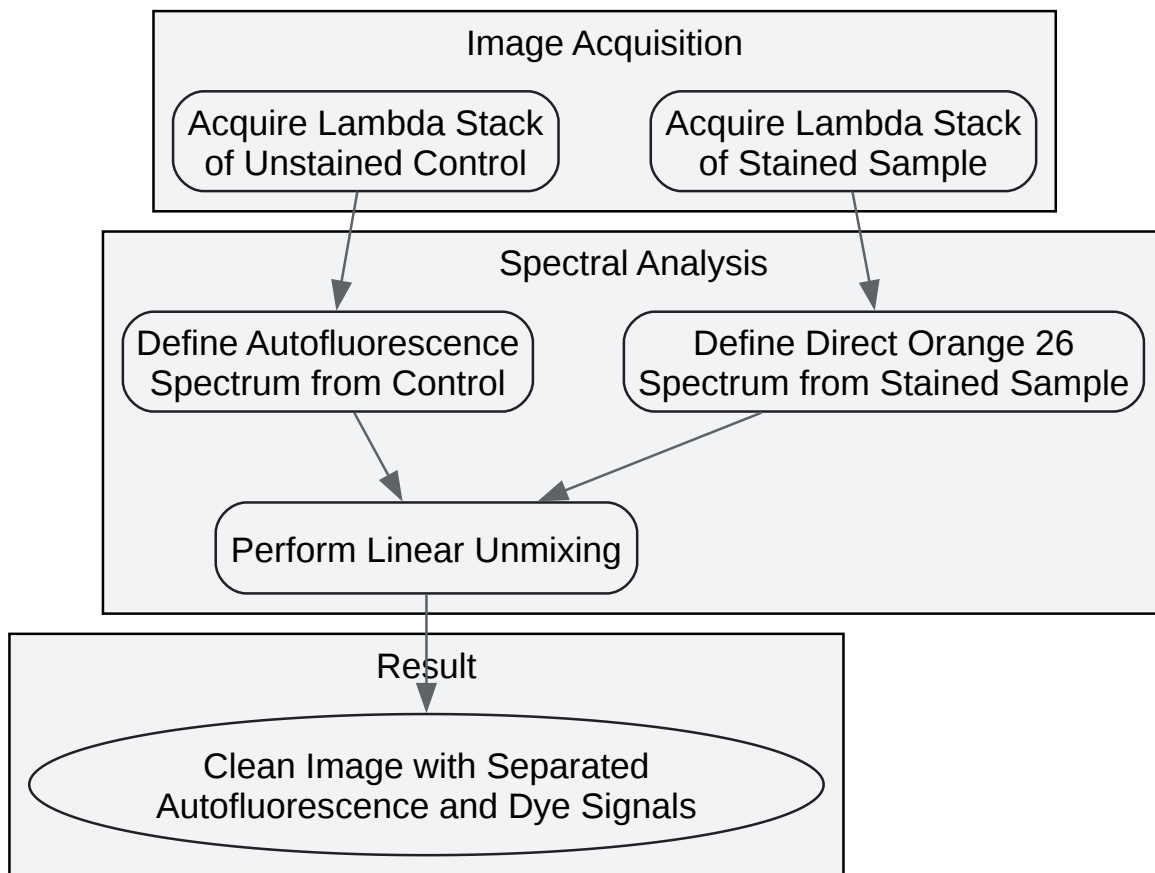 Image Acquisition
Acquire Lambda Stack
of Unstained Control
Acquire Lambda Stack
of Stained Sample
Spectral Analysis
Define Autofluorescence
Spectrum from Control
Define Direct Orange 26
Spectrum from Stained Sample
Perform Linear Unmixing
Result
Clean Image with Separated
Autofluorescence and Dye Signals